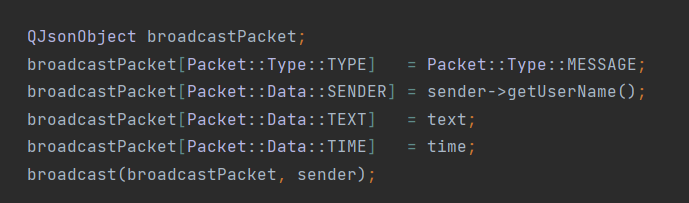 QJsonObject broadcastPacket;
broadcastPacket[Packet::Type::TYPE]   = Packet::Type::MESSAGE;
broadcastPacket[Packet::Data::SENDER] = sender->getUserName();
broadcastPacket[Packet::Data::TEXT]   = text;
broadcastPacket[Packet::Data::TIME]   = time;
broadcast(broadcastPacket, sender);